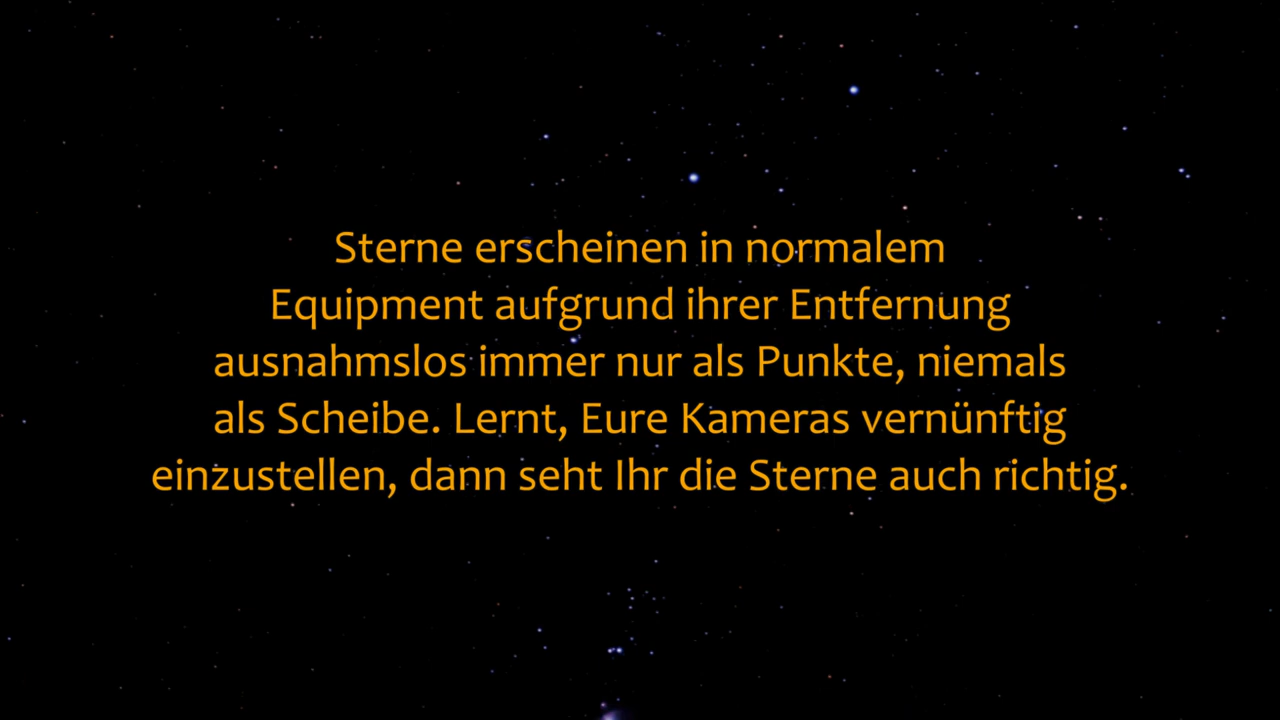 Sterne erscheinen in normalem
Equipment aufgrund ihrer Entfernung
ausnahmslos immer nur als Punkte, niemals
als Scheibe. Lernt, Eure Kameras vernünftig
einzustellen, dann seht Ihr die Sterne auch richtig.